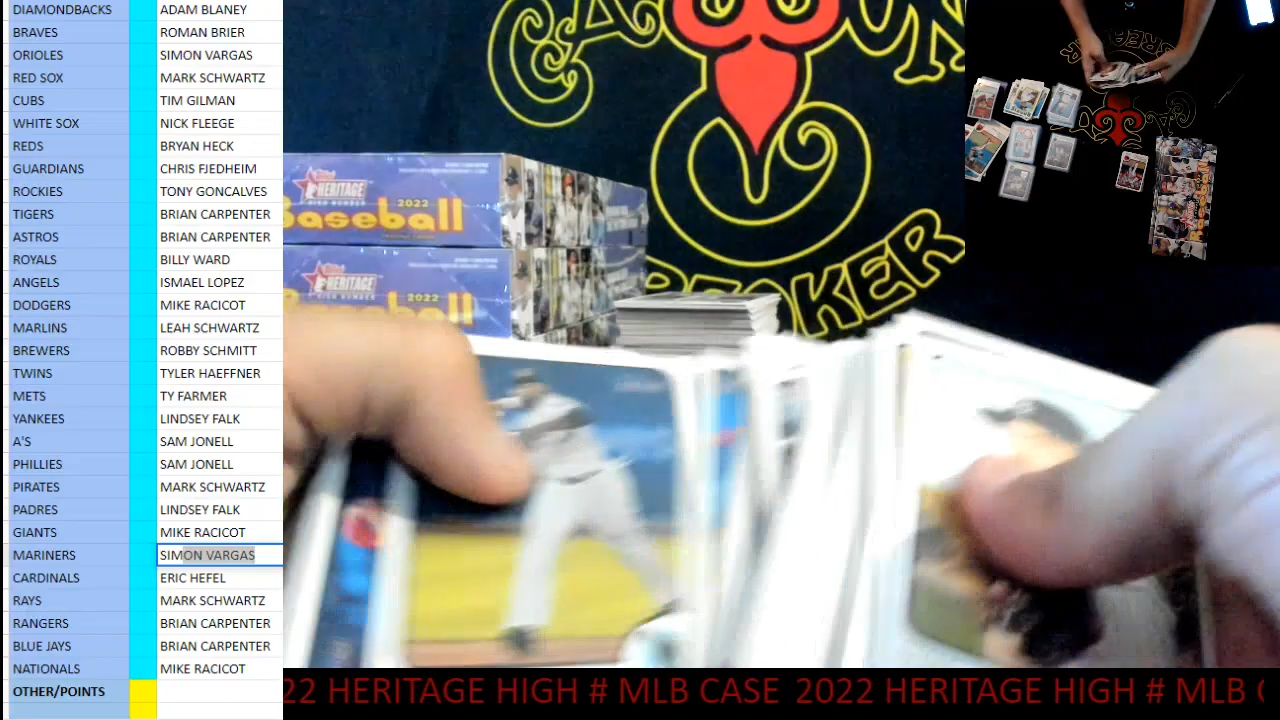 DIAMONDBACKS ADAM BLANEY
BRAVES ROMAN BRIER
ORIOLES SIMON VARGAS
RED SOX MARK SCHWARTZ
CUBS TIM GILMAN
WHITE SOX NICK FLEEGE
REDS BRYAN HECK
GUARDIANS CHRIS FJEDHEIM
ROCKIES TONY GONCALVES
TIGERS BRIAN CARPENTER
ASTROS BRIAN CARPENTER
ROYALS BILLY WARD
ANGELS ISMAEL LOPEZ
DODGERS MIKE RACICOT
MARLINS LEAH SCHWARTZ
BREWERS ROBBY SCHMITT
TWINS TYLER HAEFFNER
METS TY FARMER
YANKEES LINDSEY FALK
A'S SAM JONELL
PHILLIES SAM JONELL
PIRATES MARK SCHWARTZ
PADRES LINDSEY FALK
GIANTS MIKE RACICOT
MARINERS SIMON VARGAS
CARDINALS ERIC HEFEL
RAYS MARK SCHWARTZ
RANGERS BRIAN CARPENTER
BLUE JAYS BRIAN CARPENTER
NATIONALS MIKE RACICOT
OTHER/POINTS
HERITAGE
2022
Baseball
HERITAGE
2022
Baseball
BREAKER
22 HERITAGE HIGH # MLB CASE 2022 HERITAGE HIGH # MLB